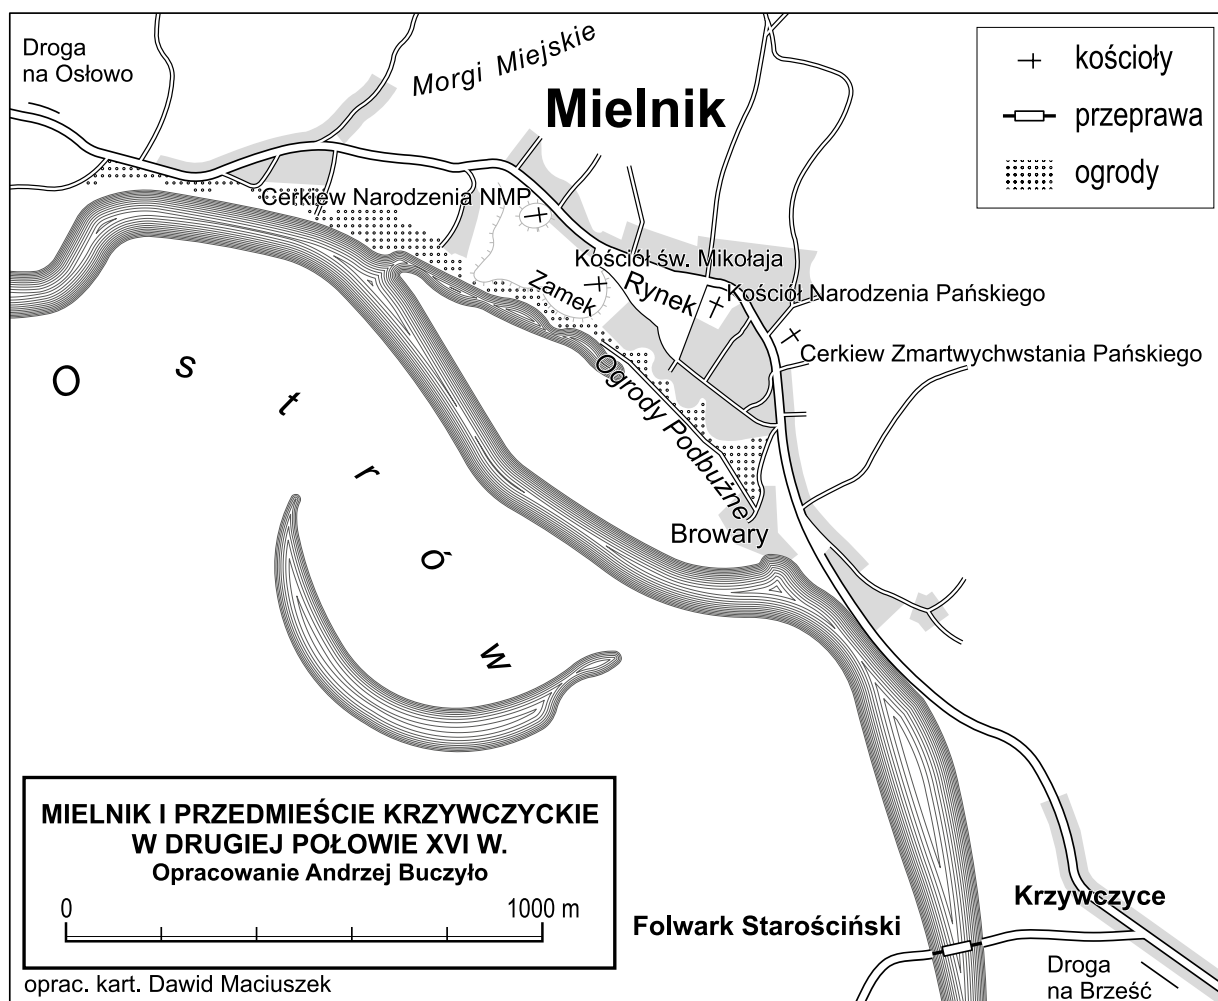 Droga
na Osłowo
Morgi Miejskie
Mielnik
kościoły
przeprawa
ogrody
Cerkiew Narodzenia NMP
Kościół św. Mikołaja
Zamek
Rynek
Kościół Narodzenia Pańskiego
Cerkiew Zmartwychwstania Pańskiego
Ogrody Podbużne
Ostrów
Browary
MIELNIK I PRZEDMIEŚCIE KRZYWCZYCKIE
W DRUGIEJ POŁOWIE XVI W.
Opracowanie Andrzej Buczyło
0 1000 m
Krzywczyce
Folwark Starościński
Droga
na Brześć
oprac. kart. Dawid Maciuszek